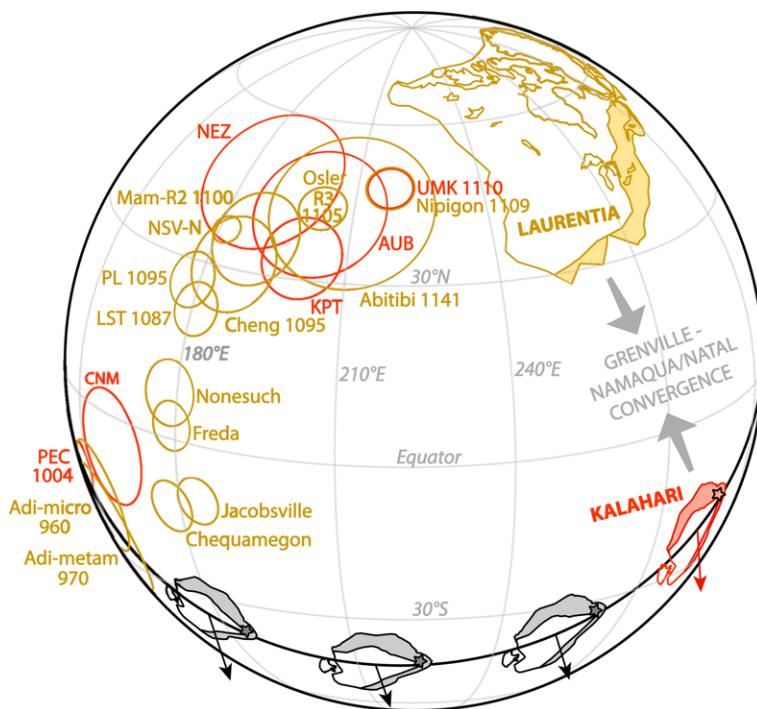 NEZ
Osler
R3
1105
Mam-R2 1100
NSV-N
UMK 1110
Nipigon 1109
LAURENTIA
AUB
PL 1095
30°N
KPT
Abitibi 1141
LST 1087
Cheng 1095
180°E
210°E
240°E
GRENVILLE -
NAMAQUA/NATAL
CONVERGENCE
CNM
Nonesuch
Freda
PEC
1004
Equator
KALAHARI
Adi-micro
960
Jacobsville
Chequamegon
Adi-metam
970
30°S